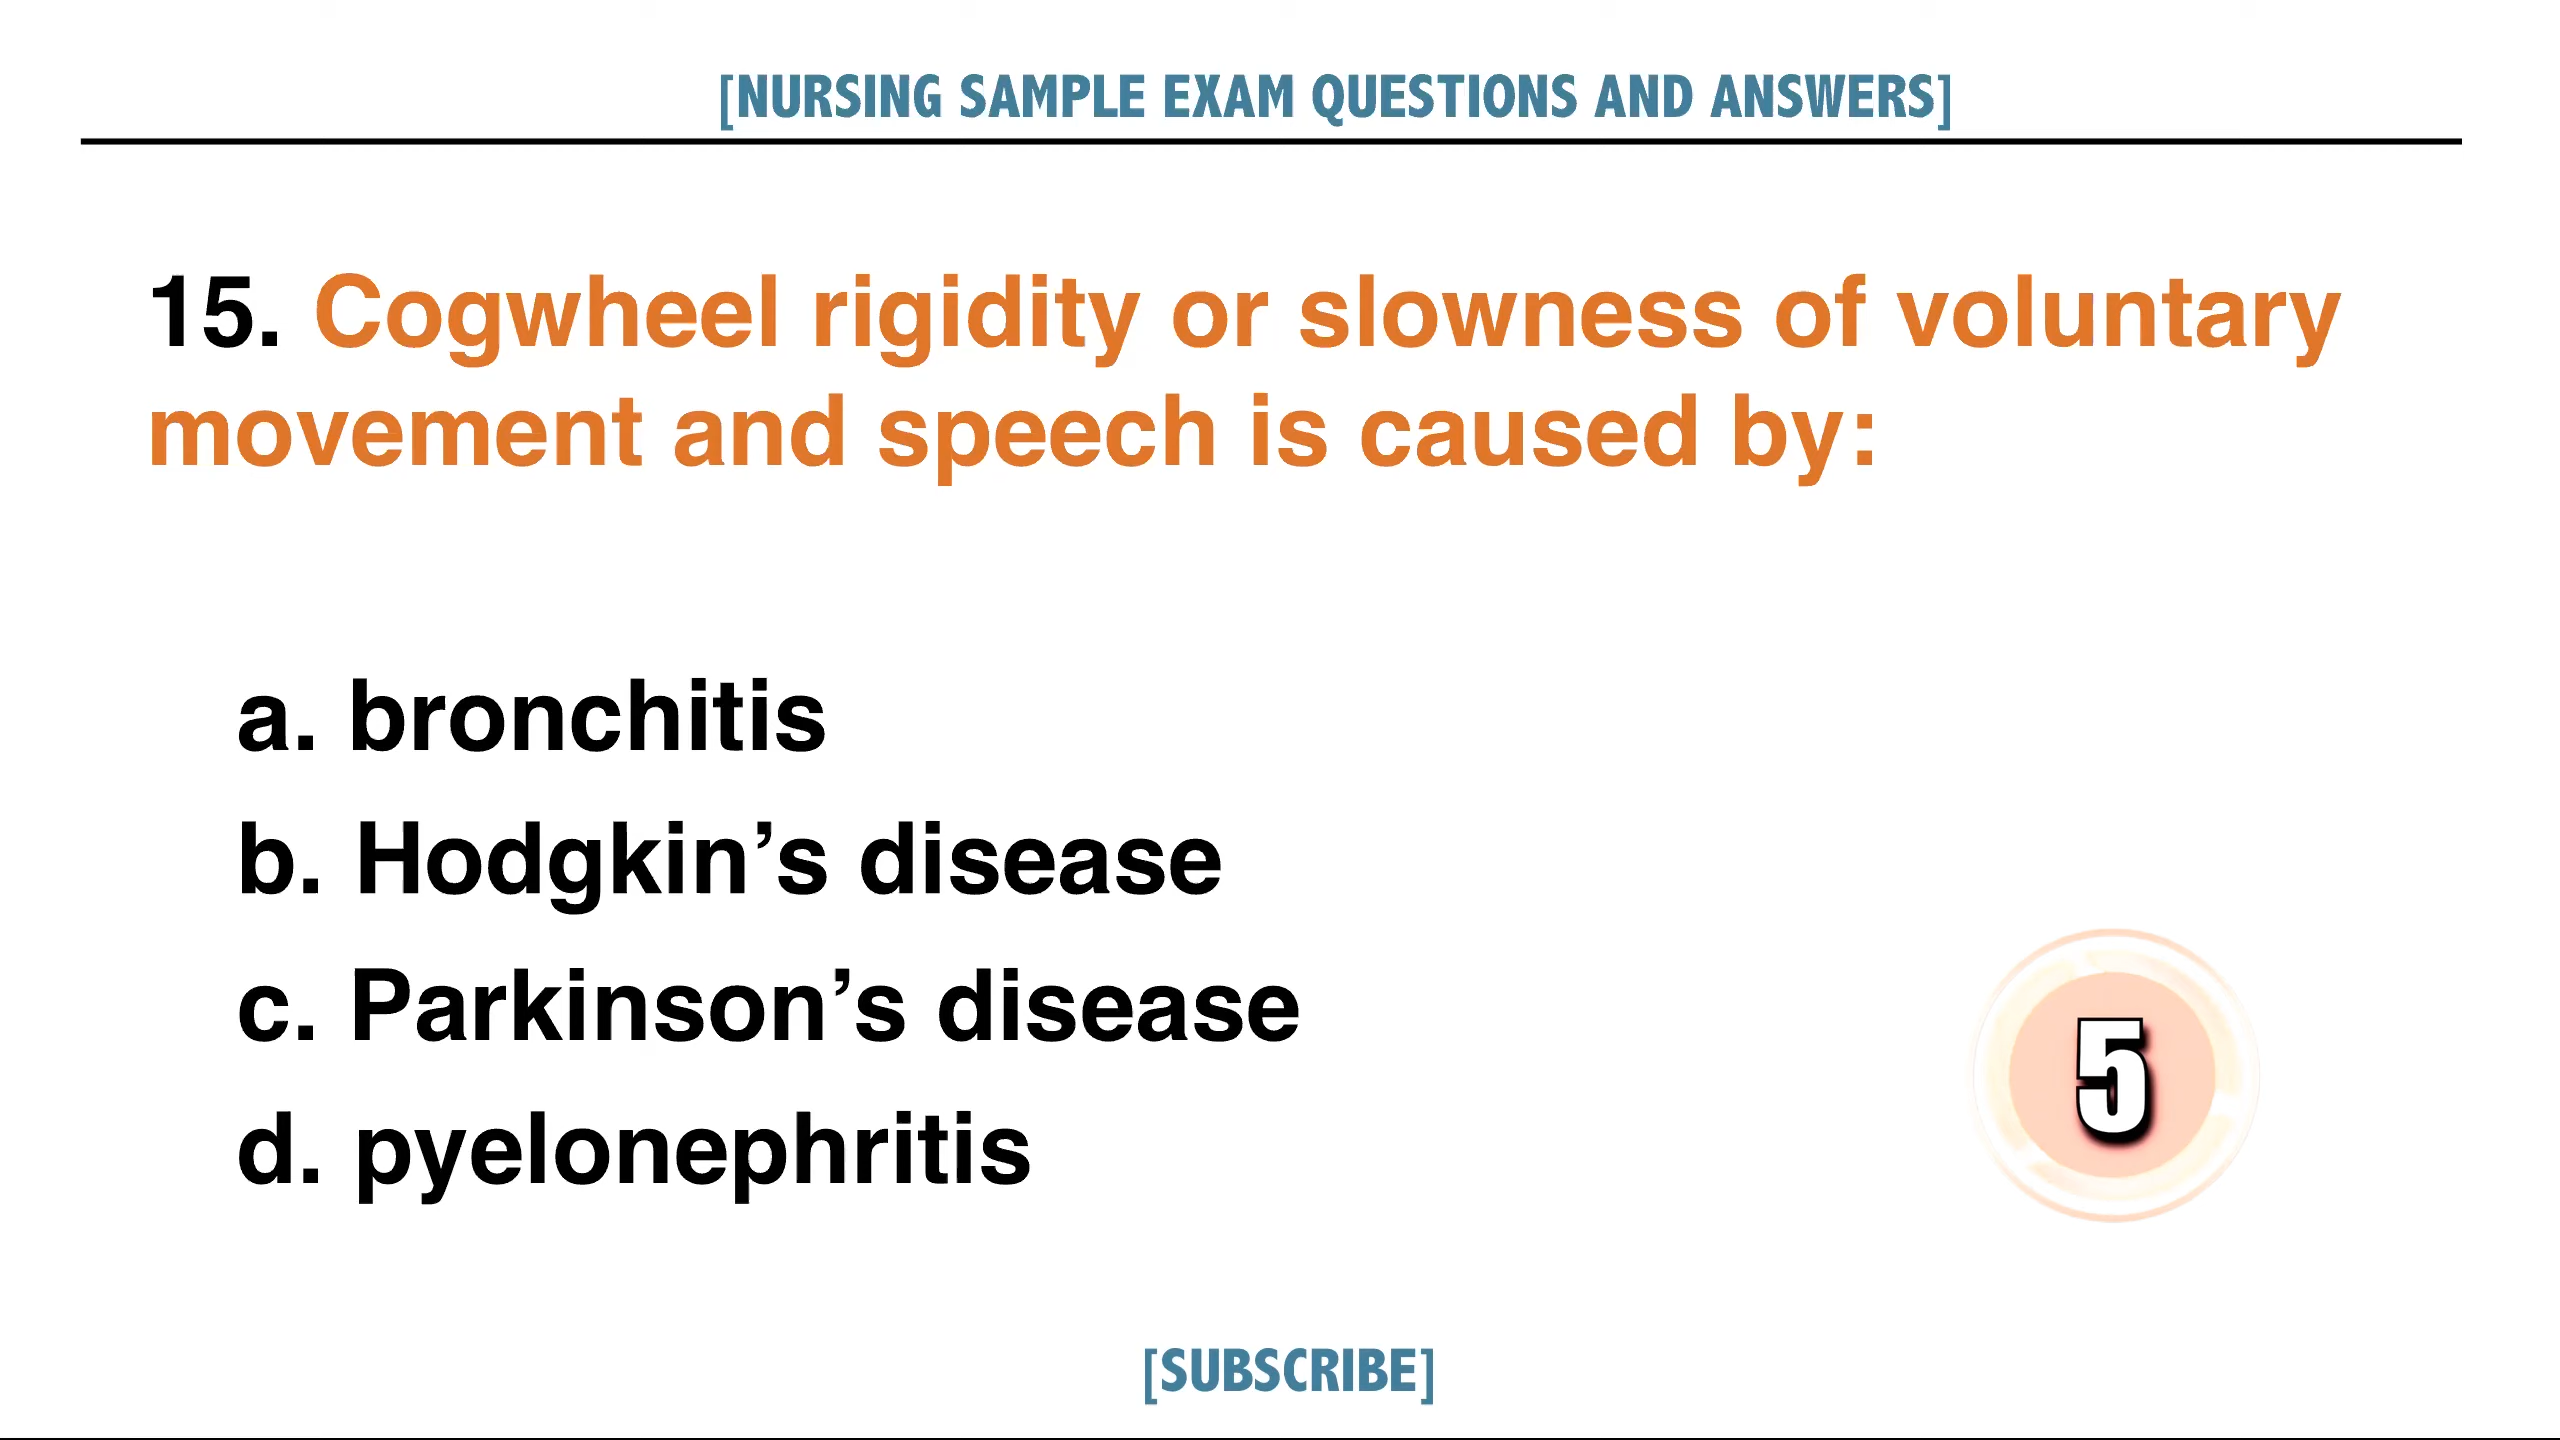 [NURSING SAMPLE EXAM QUESTIONS AND ANSWERS]
15. Cogwheel rigidity or slowness of voluntary
movement and speech is caused by:
a. bronchitis
b. Hodgkin’s disease
c. Parkinson’s disease
d. pyelonephritis
5
[SUBSCRIBE]